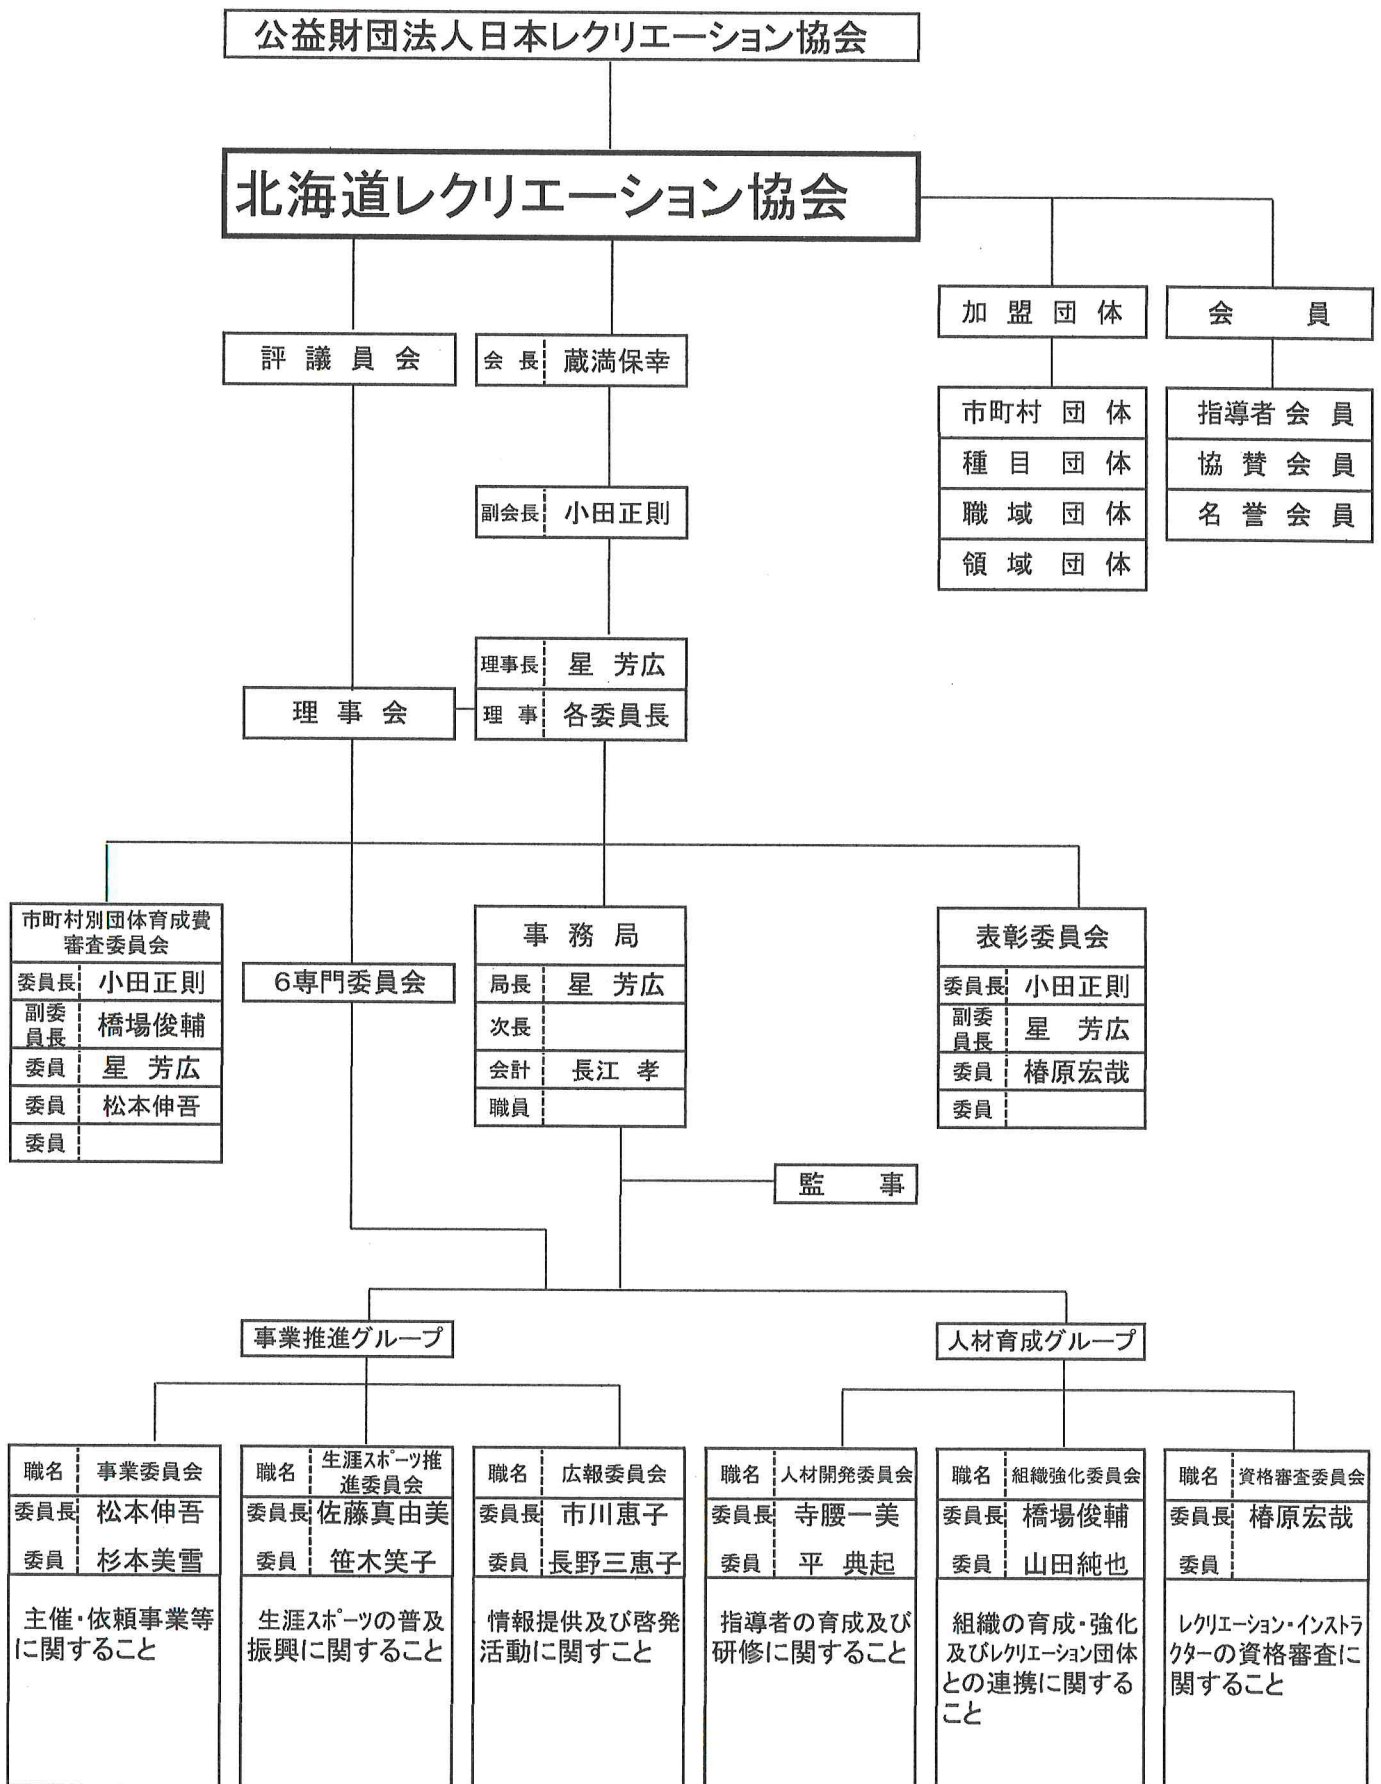 公益財団法人日本レクリエーション協会
北海道レクリエーション協会
加盟団体
会員
評議員会
会長 蔵満保幸
市町村団体
種目団体
職域団体
領域団体
指導者会員
協賛会員
名誉会員
副会長 小田正則
理事長 星 芳広
理事 各委員長
理事会
市町村別団体育成費
審査委員会
委員長 小田正則
副委
員長 橋場俊輔
委員 星 芳広
委員 松本伸吾
委員
6専門委員会
事務局
局長 星 芳広
次長
会計 長江 孝
職員
表彰委員会
委員長 小田正則
副委
員長 星 芳広
委員 椿原宏哉
委員
監事
事業推進グループ
人材育成グループ
職名 事業委員会
委員長 松本伸吾
委員 杉本美雪
主催・依頼事業等
に関すること
職名 生涯スポーツ推
進委員会
委員長 佐藤真由美
委員 笹木笑子
生涯スポーツの普及
振興に関すること
職名 広報委員会
委員長 市川恵子
委員 長野三恵子
情報提供及び啓発
活動に関すこと
職名 人材開発委員会
委員長 寺腰一美
委員 平 典起
指導者の育成及び
研修に関すること
職名 組織強化委員会
委員長 橋場俊輔
委員 山田純也
組織の育成・強化
及びレクリエーション団体
との連携に関する
こと
職名 資格審査委員会
委員長 椿原宏哉
委員
レクリエーション・インストラ
クターの資格審査に
関すること